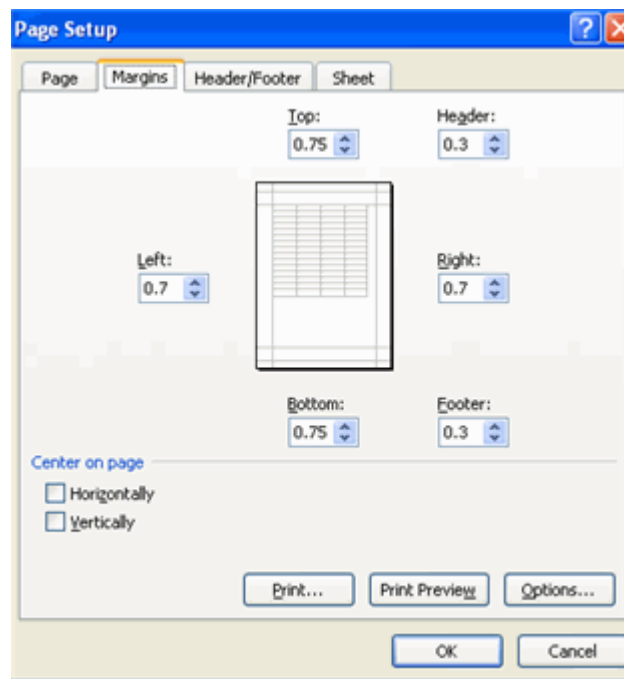 Page Setup
Page Margins Header/Footer Sheet
Top: Header:
0.75 0.3
Left: Right:
0.7 0.7
Bottom: Footer:
0.75 0.3
Center on page
Horizontally
Vertically
Print... Print Preview Options...
OK Cancel